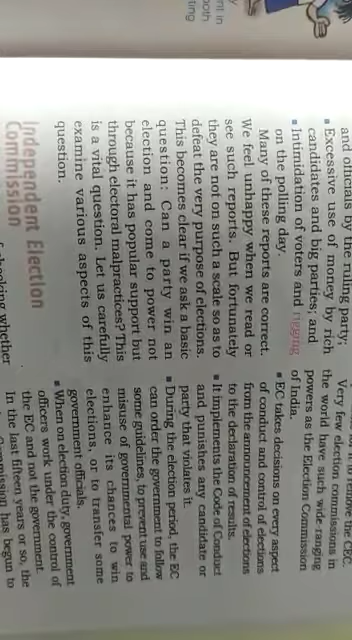 and officials by the ruling party;
▪ Excessive use of money by rich
candidates and big parties; and
▪ Intimidation of voters and rigging
on the polling day.
Many of these reports are correct.
We feel unhappy when we read or
see such reports. But fortunately
they are not on such a scale so as to
defeat the very purpose of elections.
This becomes clear if we ask a basic
question: Can a party win an
election and come to power not
because it has popular support but
through electoral malpractices? This
is a vital question. Let us carefully
examine various aspects of this
question.
Independent Election
Commission
of checking whether
remove the CEC.
Very few election commissions in
the world have such wide-ranging
powers as the Election Commission
of India.
▪ EC takes decisions on every aspect
of conduct and control of elections
from the announcement of elections
to the declaration of results.
▪ It implements the Code of Conduct
and punishes any candidate or
party that violates it.
▪ During the election period, the EC
can order the government to follow
some guidelines, to prevent use and
misuse of governmental power to
enhance its chances to win
elections, or to transfer some
government officials.
▪ When on election duty, government
officers work under the control of
the EC and not the government.
In the last fifteen years or so, the
Commission has begun to